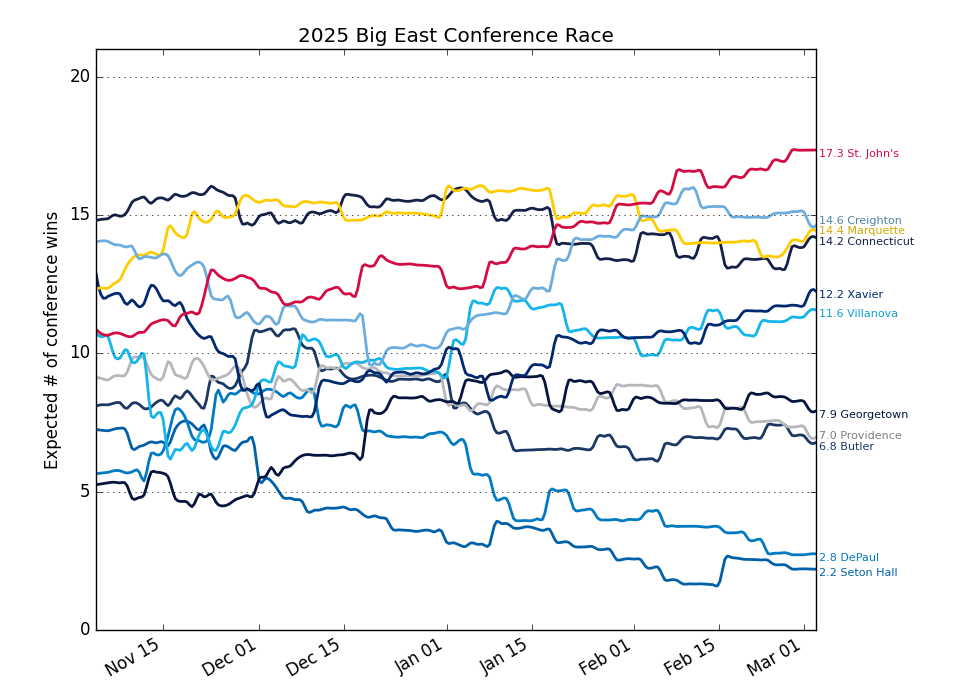 2025 Big East Conference Race
Expected # of conference wins
20
15
10
5
0
17.3 St. John's
14.6 Creighton
14.4 Marquette
14.2 Connecticut
12.2 Xavier
11.6 Villanova
7.9 Georgetown
7.0 Providence
6.8 Butler
2.8 DePaul
2.2 Seton Hall
Nov 15
Dec 01
Dec 15
Jan 01
Jan 15
Feb 01
Feb 15
Mar 01